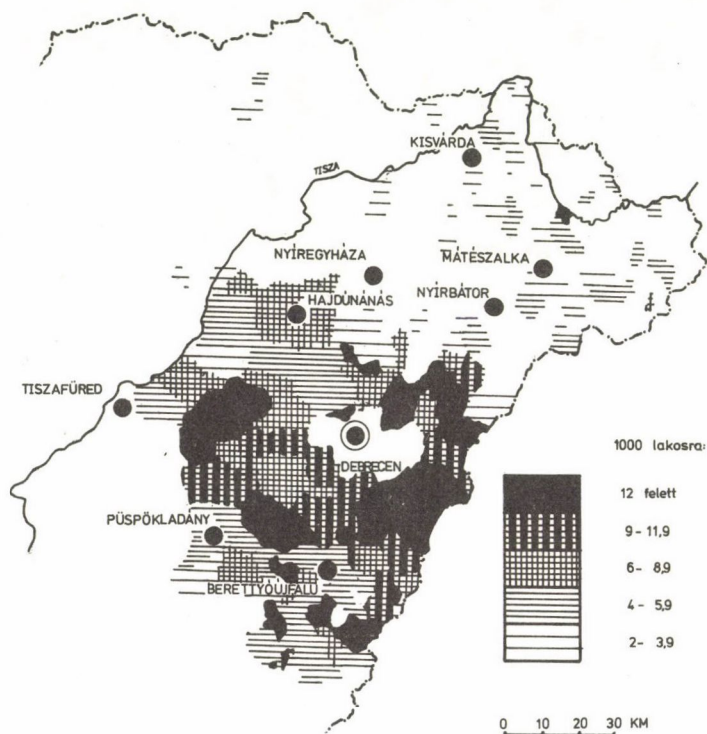 KISVÁRDA
TISZA
NYÍREGYHÁZA
MÁTÉSZALKA
HAJDÚNÁNÁS
NYÍRBÁTOR
TISZAFÜRED
DEBRECEN
PÜSPÖKLADÁNY
BERETTYÓÚJFALU
1000 lakosra:
12 felett
9 - 11,9
6 - 8,9
4 - 5,9
2 - 3,9
0 10 20 30 KM